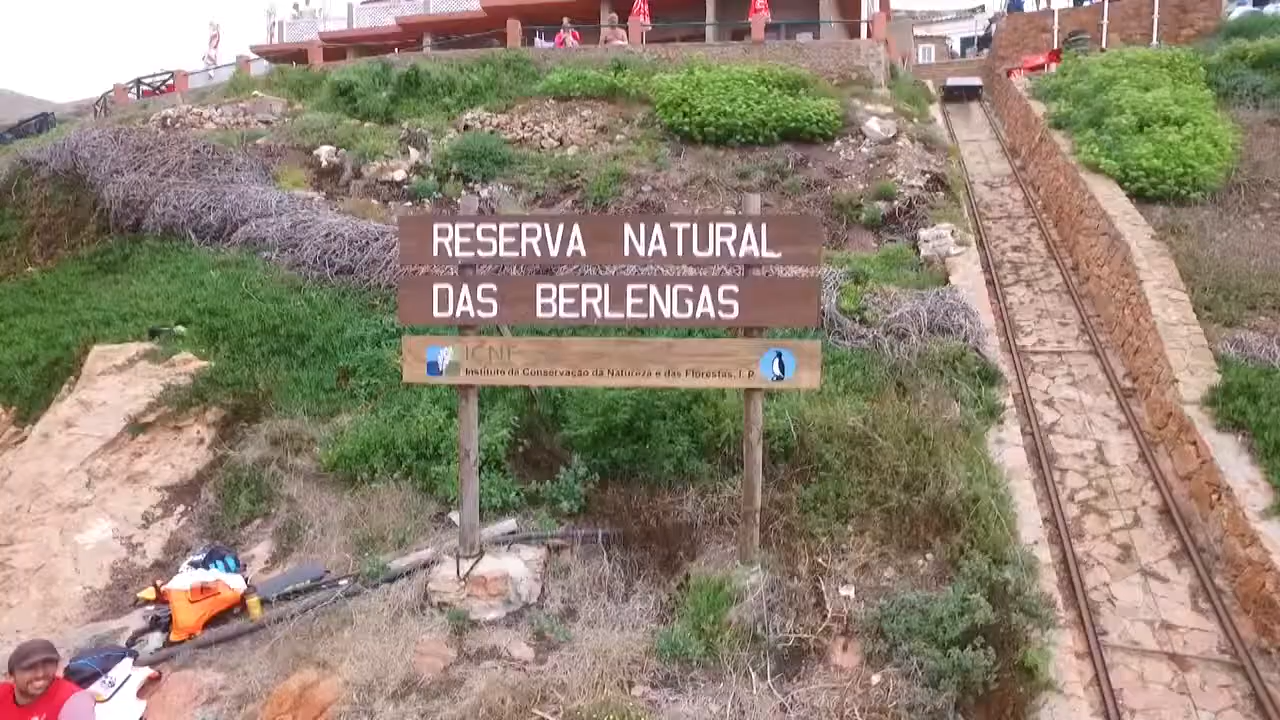 RESERVA NATURAL
DAS BERLENGAS
ICNF
Instituto da Conservação da Natureza e das Florestas, I. P.